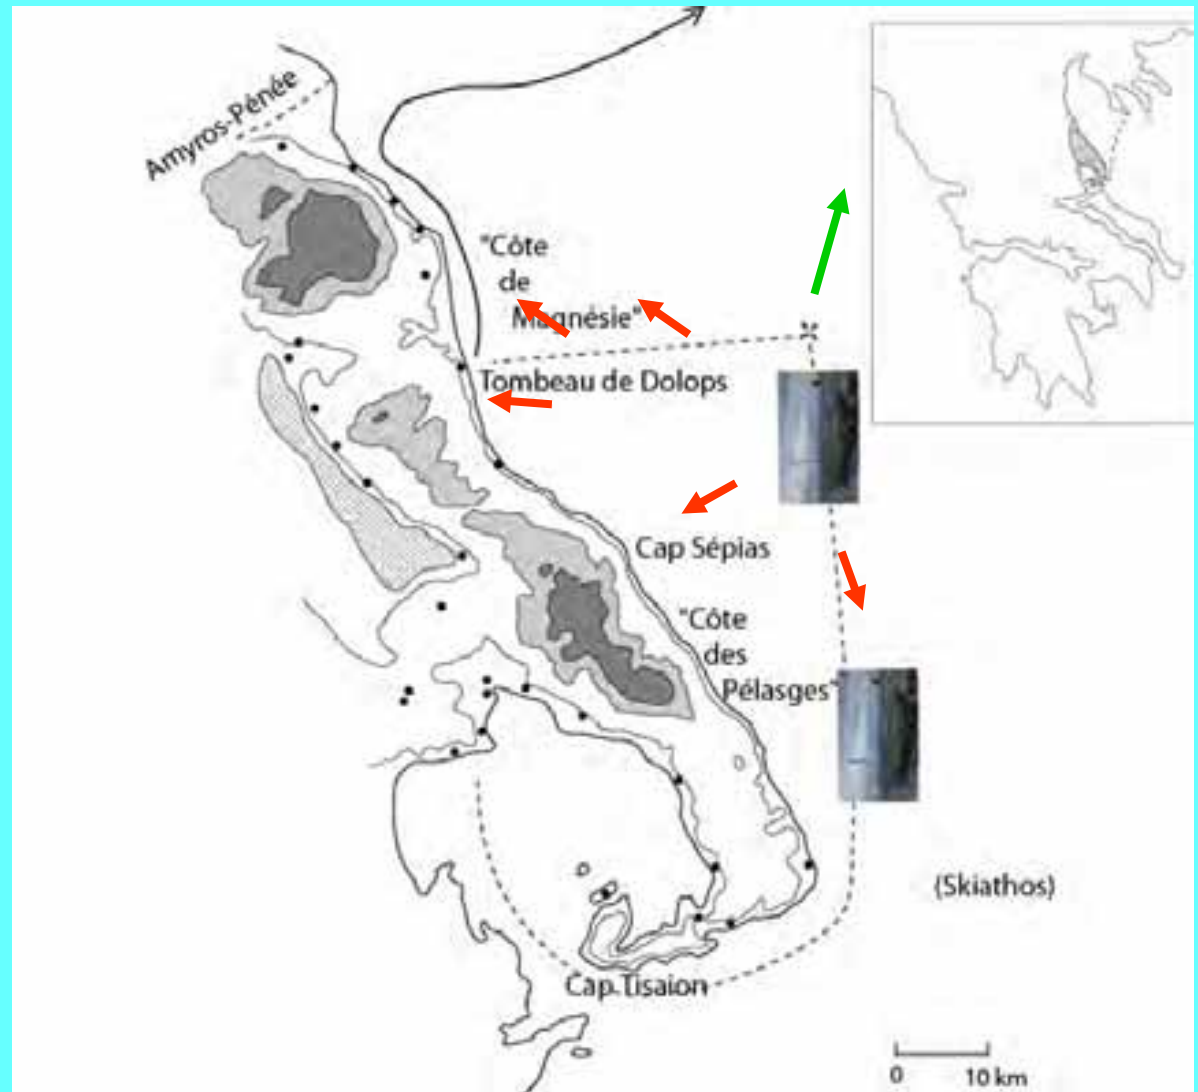 Amyros-Pénée
"Côte
de
Magnésie"
Tombeau de Dolops
Cap Sépias
"Côte
des
Pélasges"
(Skiathos)
Cap Tisaion
0 10 km